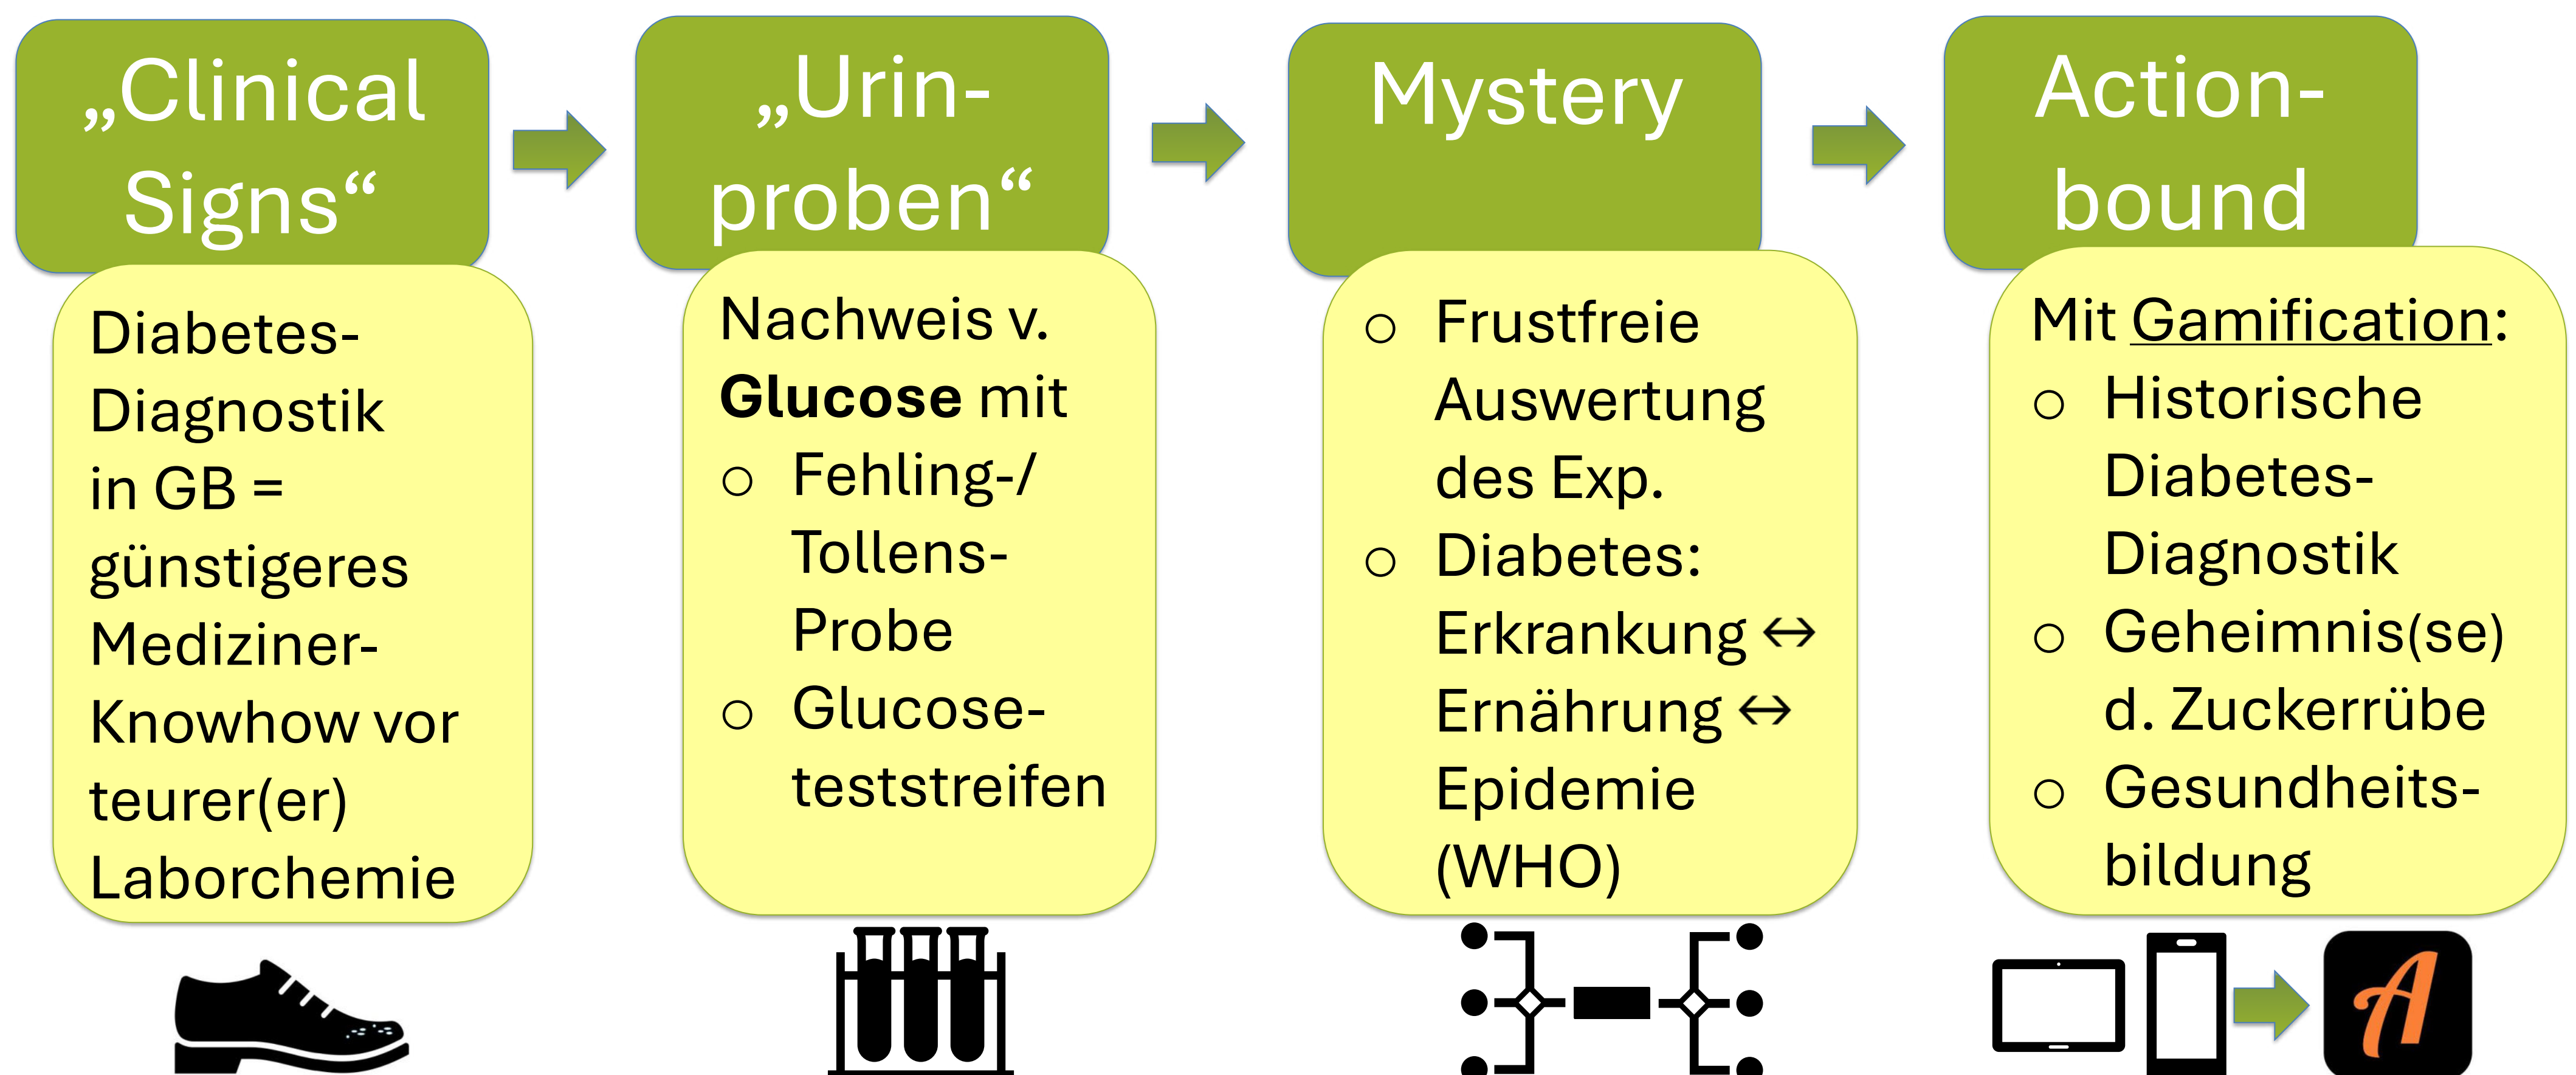 „Clinical
Signs“
Diabetes-
Diagnostik
in GB =
günstigeres
Mediziner-
Knowhow vor
teurer(er)
Laborchemie
„Urin-
proben“
Nachweis v.
Glucose mit
o Fehling-/
Tollens-
Probe
o Glucose-
teststreifen
Mystery
o Frustfreie
Auswertung
des Exp.
o Diabetes:
Erkrankung ↔
Ernährung ↔
Epidemie
(WHO)
Action-
bound
Mit Gamification:
o Historische
Diabetes-
Diagnostik
o Geheimnis(se)
d. Zuckerrübe
o Gesundheits-
bildung
A